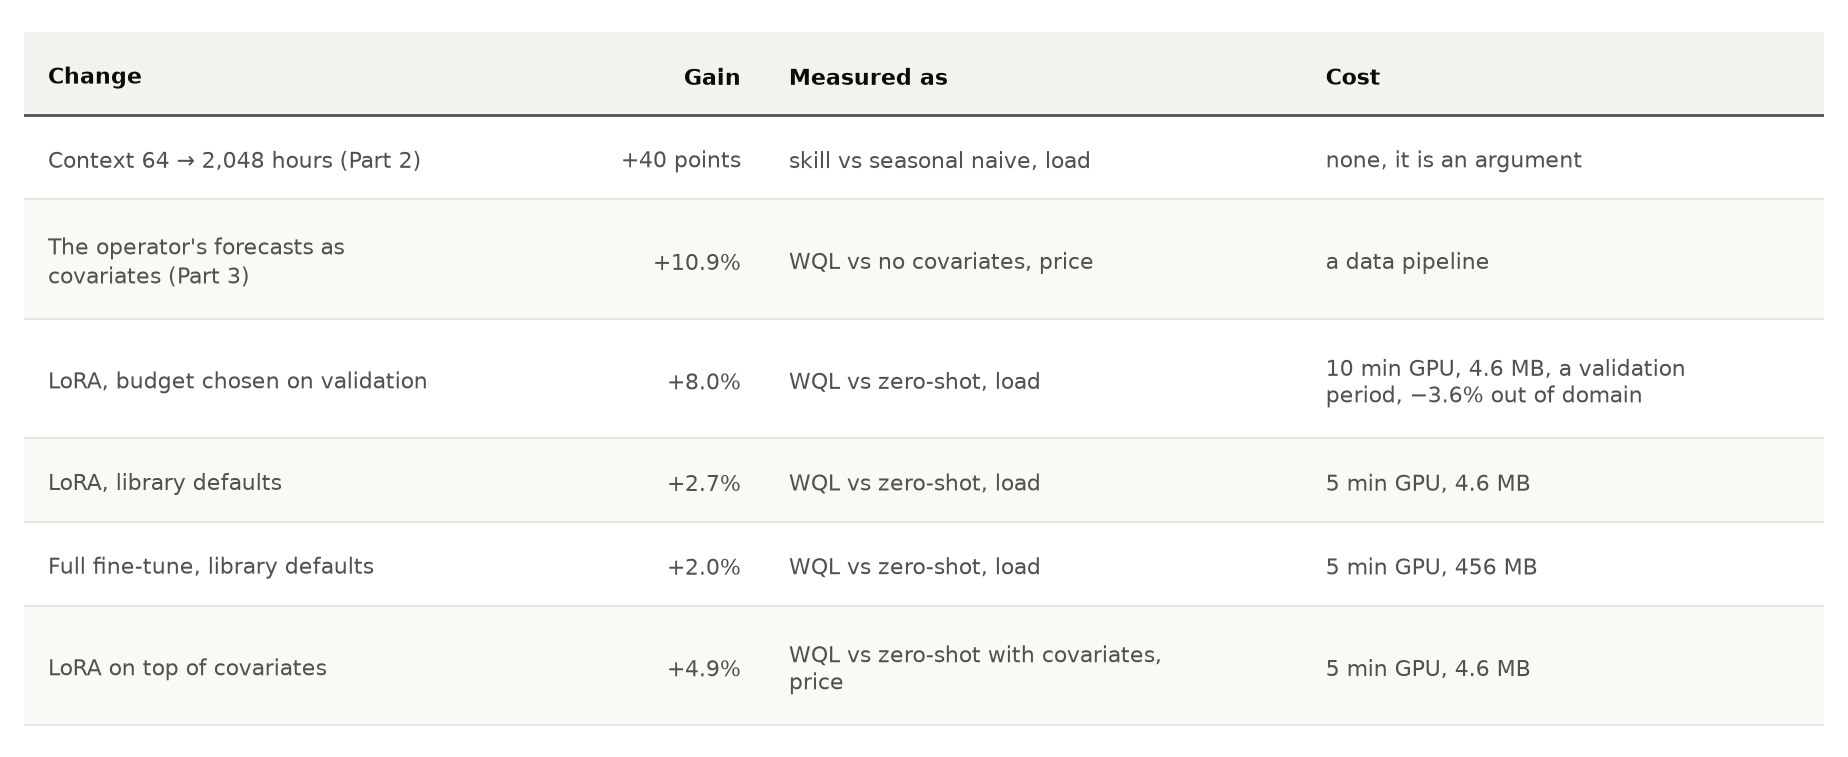 Change Gain Measured as Cost
Context 64 → 2,048 hours (Part 2) +40 points skill vs seasonal naive, load none, it is an argument
The operator's forecasts as
covariates (Part 3) +10.9% WQL vs no covariates, price a data pipeline
LoRA, budget chosen on validation +8.0% WQL vs zero-shot, load 10 min GPU, 4.6 MB, a validation
period, −3.6% out of domain
LoRA, library defaults +2.7% WQL vs zero-shot, load 5 min GPU, 4.6 MB
Full fine-tune, library defaults +2.0% WQL vs zero-shot, load 5 min GPU, 456 MB
LoRA on top of covariates +4.9% WQL vs zero-shot with covariates,
price 5 min GPU, 4.6 MB